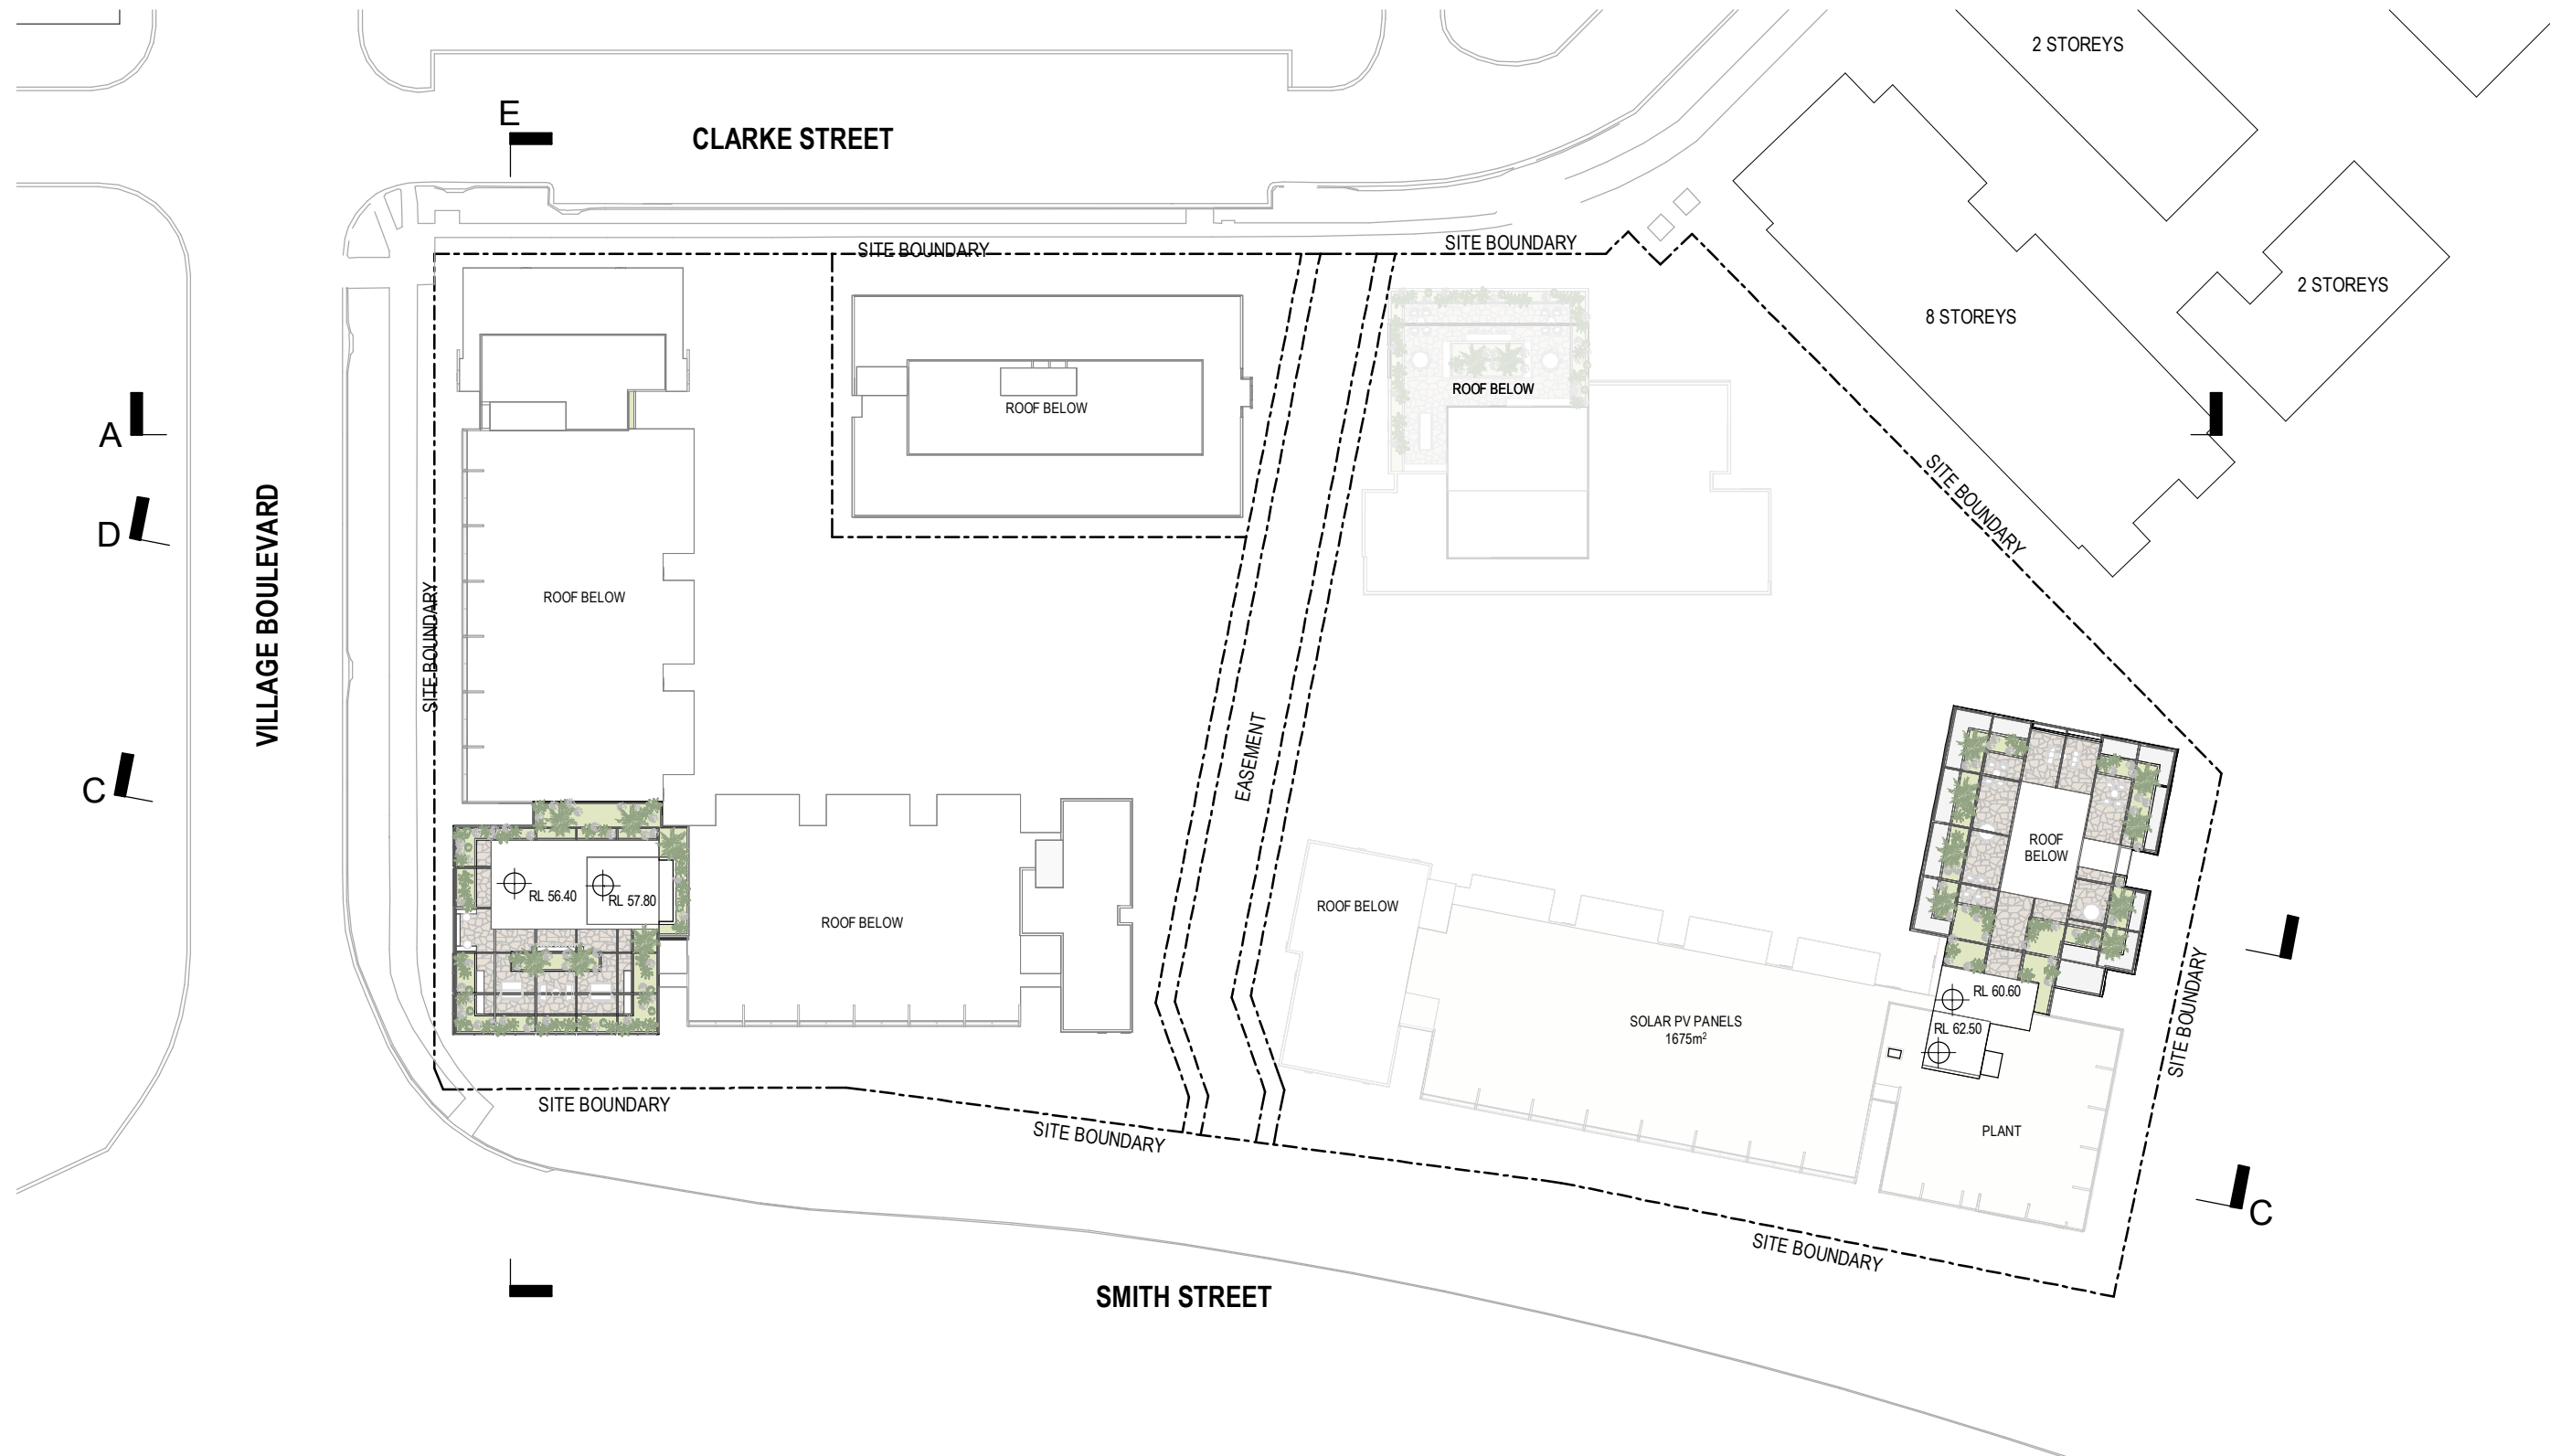 2 STOREYS
E
CLARKE STREET
SITE BOUNDARY
SITE BOUNDARY
2 STOREYS
8 STOREYS
ROOF BELOW
ROOF BELOW
A
D
VILLAGE BOULEVARD
SITE BOUNDARY
SITE BOUNDARY
ROOF BELOW
EASEMENT
C
ROOF
BELOW
RL 56.40
RL 57.80
ROOF BELOW
ROOF BELOW
RL 60.60
SOLAR PV PANELS
1675m²
RL 62.50
SITE BOUNDARY
SITE BOUNDARY
SITE BOUNDARY
PLANT
C
SITE BOUNDARY
SMITH STREET